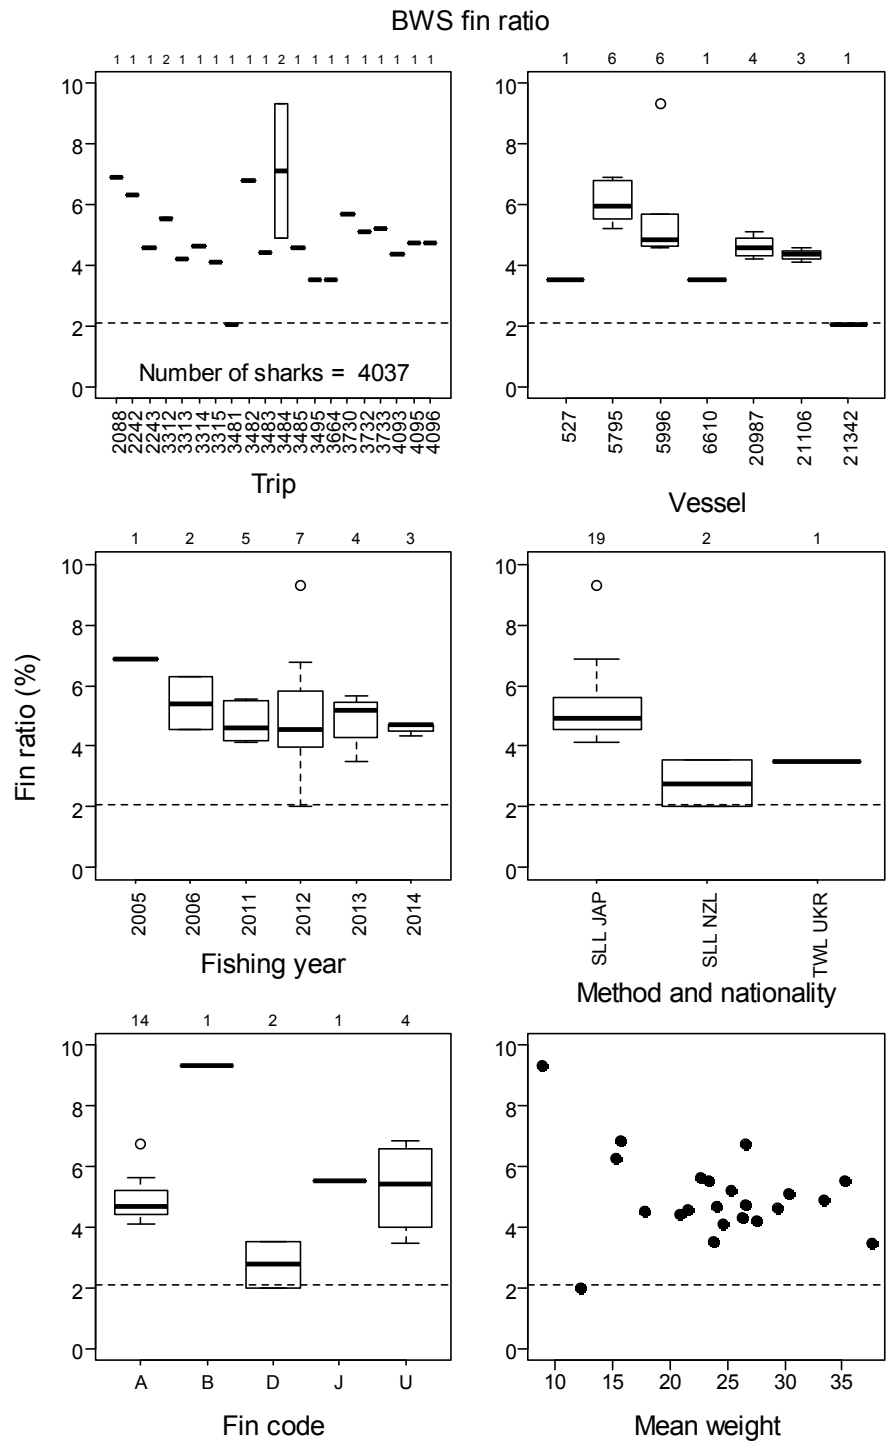 BWS fin ratio
1 1 1 2 1 1 1 1 1 1 2 1 1 1 1 1 1 1 1 1
10
8
6
4
2
0
Number of sharks = 4037
2088 2242 2243 3312 3313 3314 3315 3481 3482 3483 3484 3485 3495 3664 3730 3732 3733 4093 4095 4096
Trip
1 6 6 1 4 3 1
10
8
6
4
2
0
527 5795 5996 6610 20987 21106 21342
Vessel
Fin ratio (%)
1 2 5 7 4 3
10
8
6
4
2
0
2005 2006 2011 2012 2013 2014
Fishing year
19 2 1
10
8
6
4
2
0
SLL JAP SLL NZL TWL UKR
Method and nationality
14 1 2 1 4
10
8
6
4
2
0
A B D J U
Fin code
10
8
6
4
2
0
10 15 20 25 30 35
Mean weight